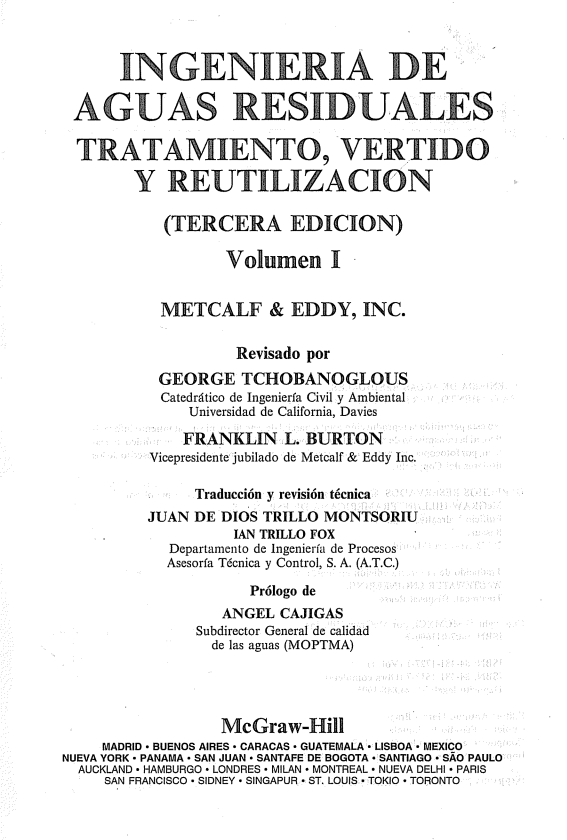 INGENIERIA DE
AGUAS RESIDUALES
TRATAMIENTO, VERTIDO
Y REUTILIZACION
(TERCERA EDICION)
Volumen I
METCALF & EDDY, INC.
Revisado por
GEORGE TCHOBANOGLOUS
Catedrático de Ingeniería Civil y Ambiental
Universidad de California, Davies
FRANKLIN L. BURTON
Vicepresidente jubilado de Metcalf & Eddy Inc.
Traducción y revisión técnica
JUAN DE DIOS TRILLO MONTSORIU
IAN TRILLO FOX
Departamento de Ingeniería de Procesos
Asesoría Técnica y Control, S. A. (A.T.C.)
Prólogo de
ANGEL CAJIGAS
Subdirector General de calidad
de las aguas (MOPTMA)
McGraw-Hill
MADRID • BUENOS AIRES • CARACAS • GUATEMALA • LISBOA • MEXICO
NUEVA YORK • PANAMA • SAN JUAN • SANTAFE DE BOGOTA • SANTIAGO • SÃO PAULO
AUCKLAND • HAMBURGO • LONDRES • MILAN • MONTREAL • NUEVA DELHI • PARIS
SAN FRANCISCO • SIDNEY • SINGAPUR • ST. LOUIS • TOKIO • TORONTO